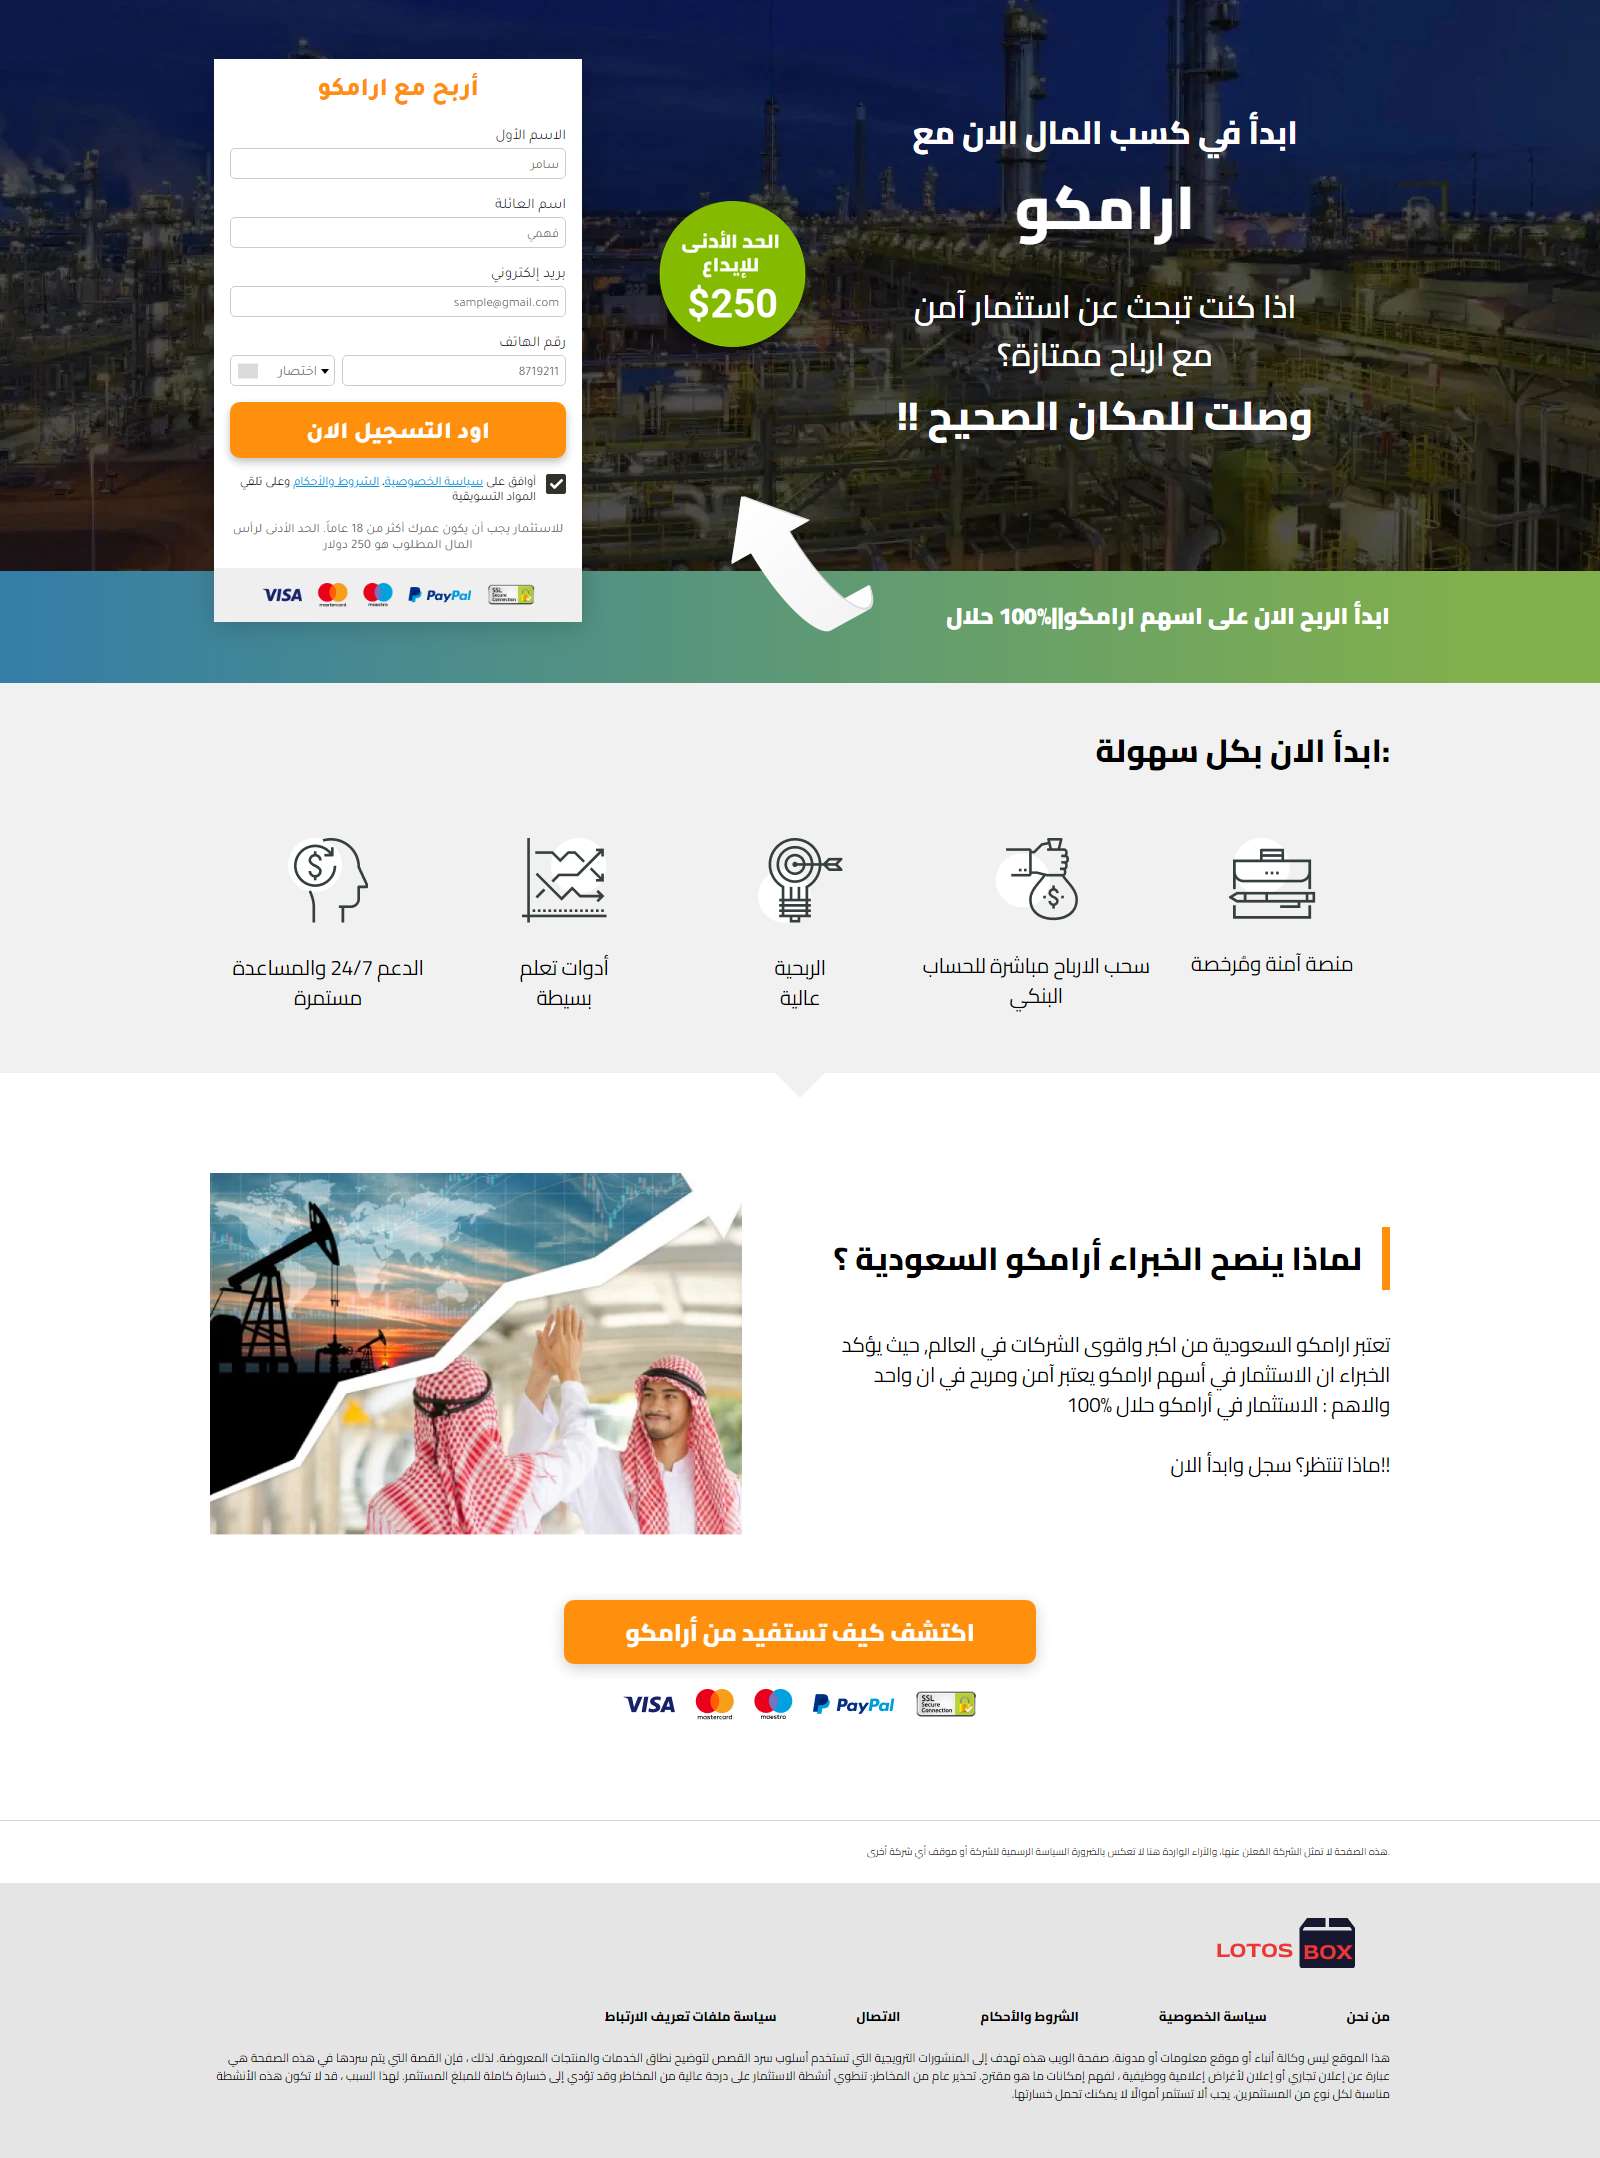 ابدأ في كسب المال الان مع
ارامكو
اذا كنت تبحث عن استثمار آمن
مع ارباح ممتازة؟
وصلت للمكان الصحيح !!
الحد الأدنى
للإيداع
$250
أربح مع ارامكو
الاسم الأول
سامر
اسم العائلة
فهمي
بريد إلكتروني
sample@gmail.com
رقم الهاتف
8719211
اختصار
اود التسجيل الان
أوافق على سياسة الخصوصية، الشروط والأحكام وعلى تلقي
المواد التسويقية
للاستثمار يجب أن يكون عمرك أكثر من 18 عاماً. الحد الأدنى لرأس
المال المطلوب هو 250 دولار
VISA mastercard maestro PayPal SSL Secure Connection
ابدأ الربح الان على اسهم ارامكو||100% حلال
:ابدأ الان بكل سهولة
منصة آمنة ومُرخصة
سحب الارباح مباشرة للحساب
البنكي
الربحية
عالية
أدوات تعلم
بسيطة
الدعم 24/7 والمساعدة
مستمرة
لماذا ينصح الخبراء أرامكو السعودية ؟
تعتبر ارامكو السعودية من اكبر واقوى الشركات في العالم, حيث يؤكد
الخبراء ان الاستثمار في أسهم ارامكو يعتبر آمن ومربح في ان واحد
والاهم : الاستثمار في أرامكو حلال 100%
!!ماذا تنتظر؟ سجل وابدأ الان
اكتشف كيف تستفيد من أرامكو
VISA mastercard maestro PayPal SSL Secure Connection
.هذه الصفحة لا تمثل الشركة المُعلن عنها، والآراء الواردة هنا لا تعكس بالضرورة السياسة الرسمية للشركة أو موقف أي شركة أخرى
LOTOS BOX
من نحن
سياسة الخصوصية
الشروط والأحكام
الاتصال
سياسة ملفات تعريف الارتباط
هذا الموقع ليس وكالة أنباء أو موقع معلومات أو مدونة. صفحة الويب هذه تهدف إلى المنشورات الترويجية التي تستخدم أسلوب سرد القصص لتوضيح نطاق الخدمات والمنتجات المعروضة. لذلك ، فإن القصة التي يتم سردها في هذه الصفحة هي
عبارة عن إعلان تجاري أو إعلان لأغراض إعلامية ووظيفية ، لفهم إمكانات ما هو مقترح. تحذير عام من المخاطر: تنطوي أنشطة الاستثمار على درجة عالية من المخاطر وقد تؤدي إلى خسارة كاملة للمبلغ المستثمر. لهذا السبب ، قد لا تكون هذه الأنشطة
مناسبة لكل نوع من المستثمرين. يجب ألا تستثمر أموالًا لا يمكنك تحمل خسارتها.